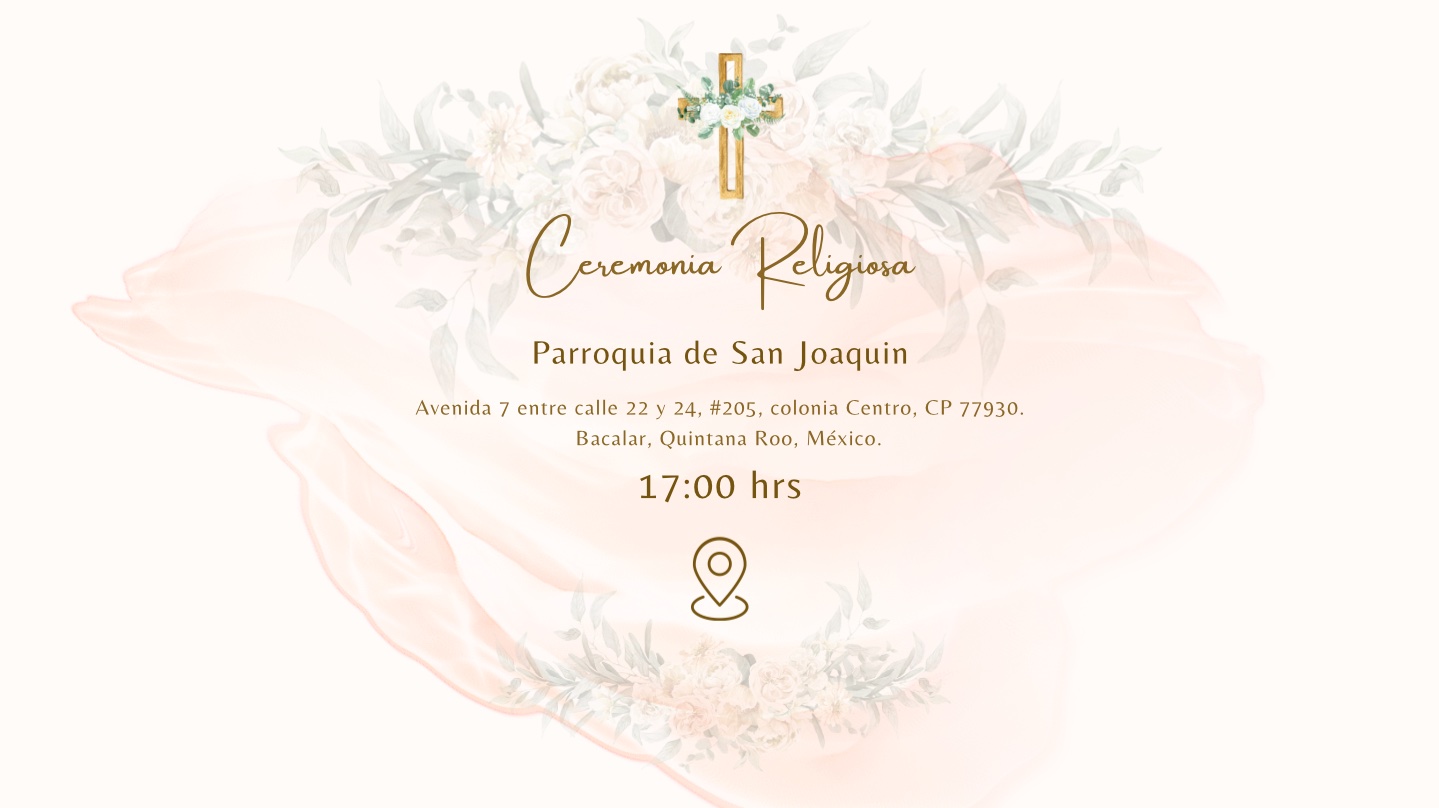 Ceremonia Religiosa
Parroquia de San Joaquin
Avenida 7 entre calle 22 y 24, #205, colonia Centro, CP 77930.
Bacalar, Quintana Roo, México.
17:00 hrs